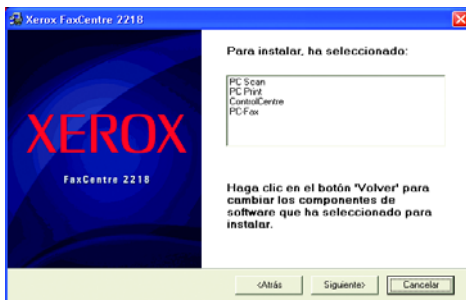 Xerox FaxCentre 2218
Para instalar, ha seleccionado:
PC Scan
PC Print
ControlCentre
PC-Fax
XEROX
FaxCentre 2218
Haga clic en el botón 'Volver' para
cambiar los componentes de
software que ha seleccionado para
instalar.
<Atrás
Siguiente>
Cancelar